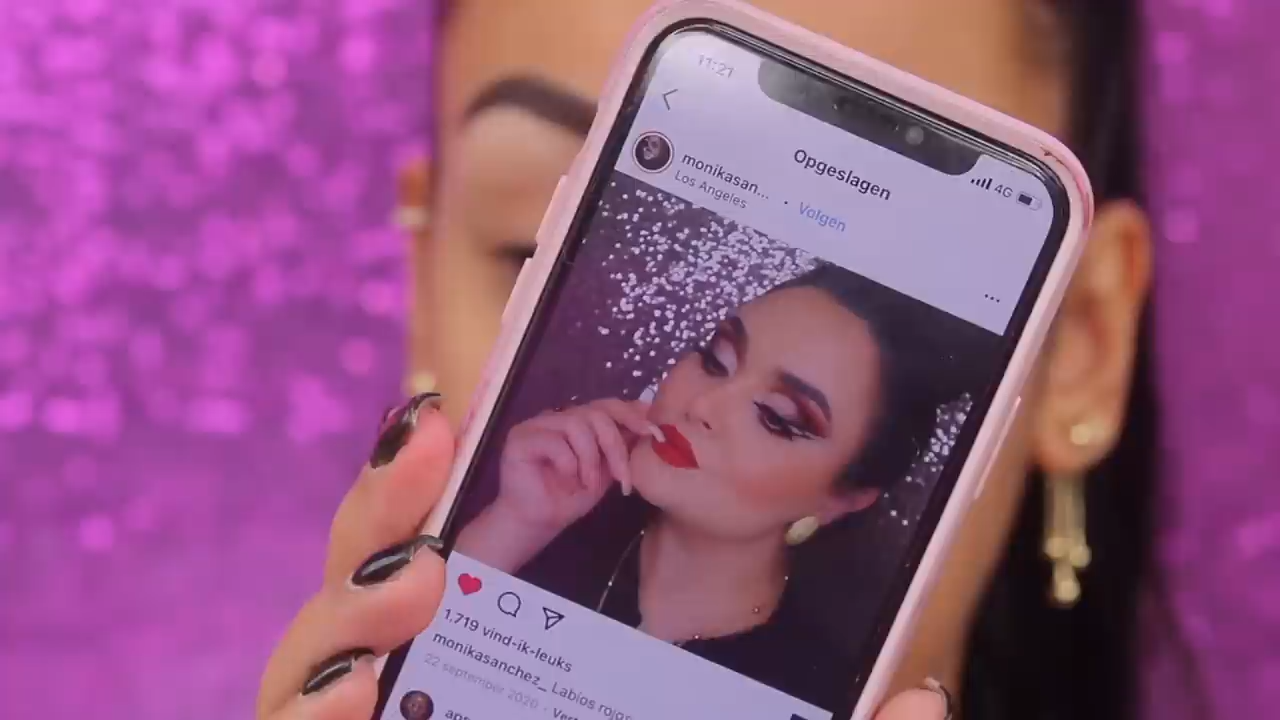 11:21
4G
Opgeslagen
monikasan... • Volgen
Los Angeles
...
1.719 vind-ik-leuks
monikasanchez_ Labios rojos
22 september 2020